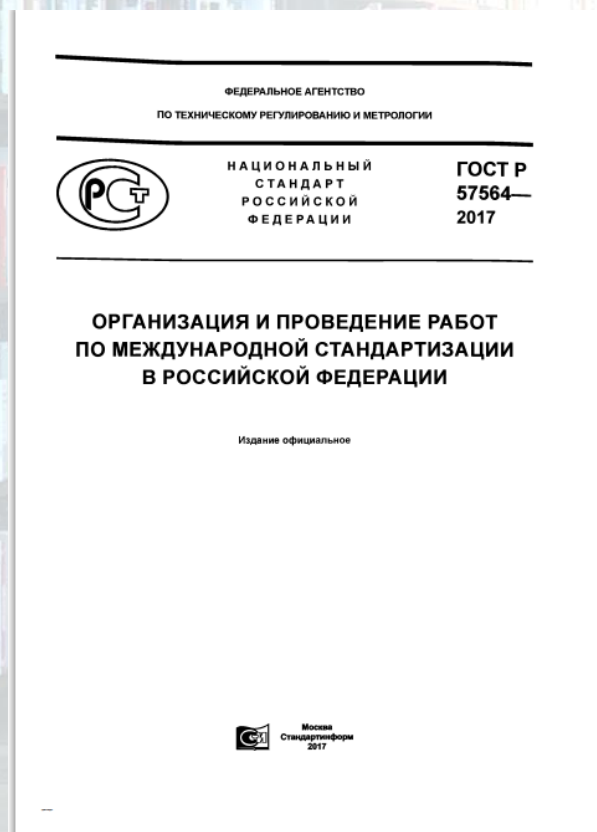 ФЕДЕРАЛЬНОЕ АГЕНТСТВО
ПО ТЕХНИЧЕСКОМУ РЕГУЛИРОВАНИЮ И МЕТРОЛОГИИ
РСТ
НАЦИОНАЛЬНЫЙ
СТАНДАРТ
РОССИЙСКОЙ
ФЕДЕРАЦИИ
ГОСТ Р
57564—
2017
ОРГАНИЗАЦИЯ И ПРОВЕДЕНИЕ РАБОТ
ПО МЕЖДУНАРОДНОЙ СТАНДАРТИЗАЦИИ
В РОССИЙСКОЙ ФЕДЕРАЦИИ
Издание официальное
Москва
Стандартинформ
2017